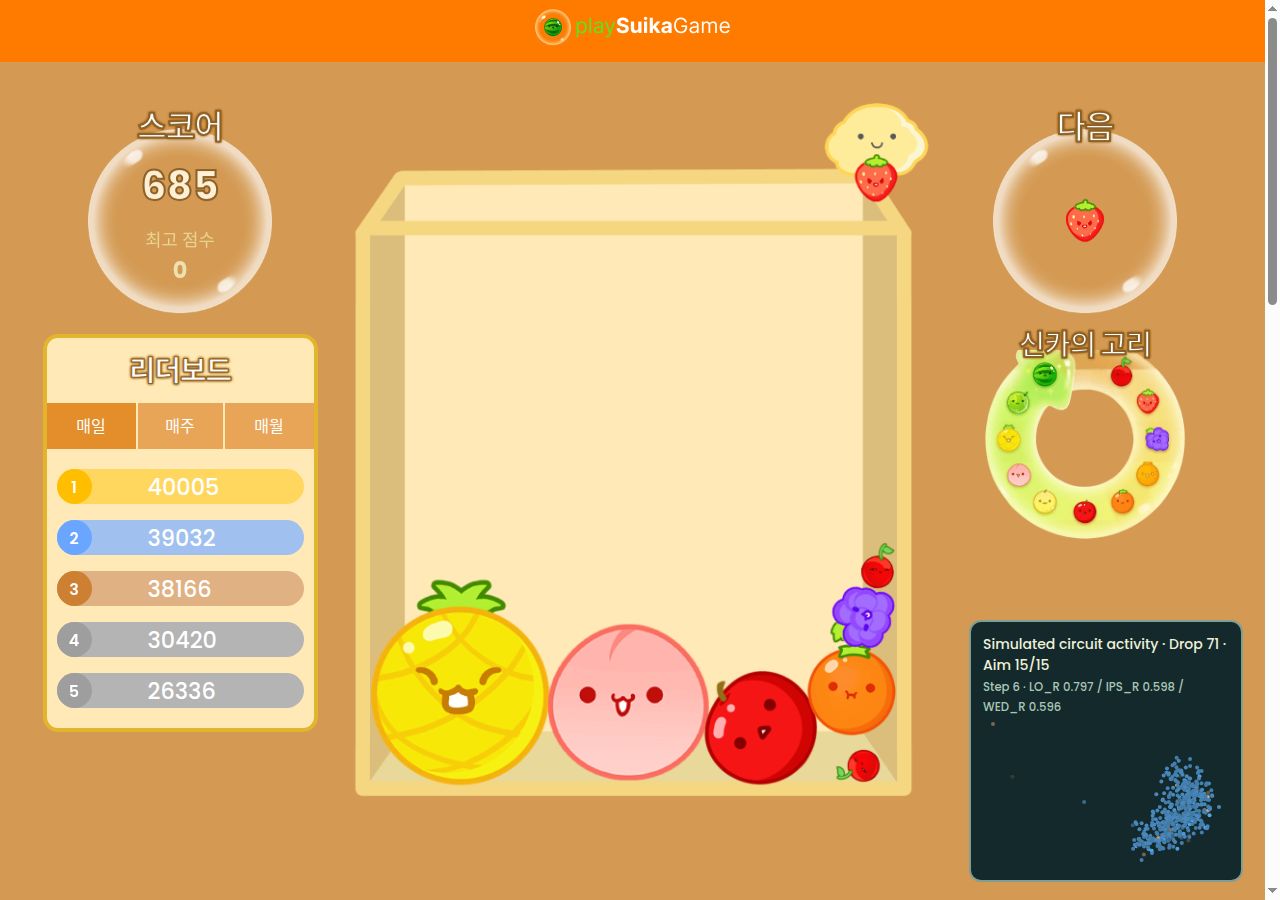 playSuikaGame
스코어
685
최고 점수
0
리더보드
매일 매주 매월
1 40005
2 39032
3 38166
4 30420
5 26336
다음
신카의 고리
Simulated circuit activity · Drop 71 ·
Aim 15/15
Step 6 · LO_R 0.797 / IPS_R 0.598 /
WED_R 0.596